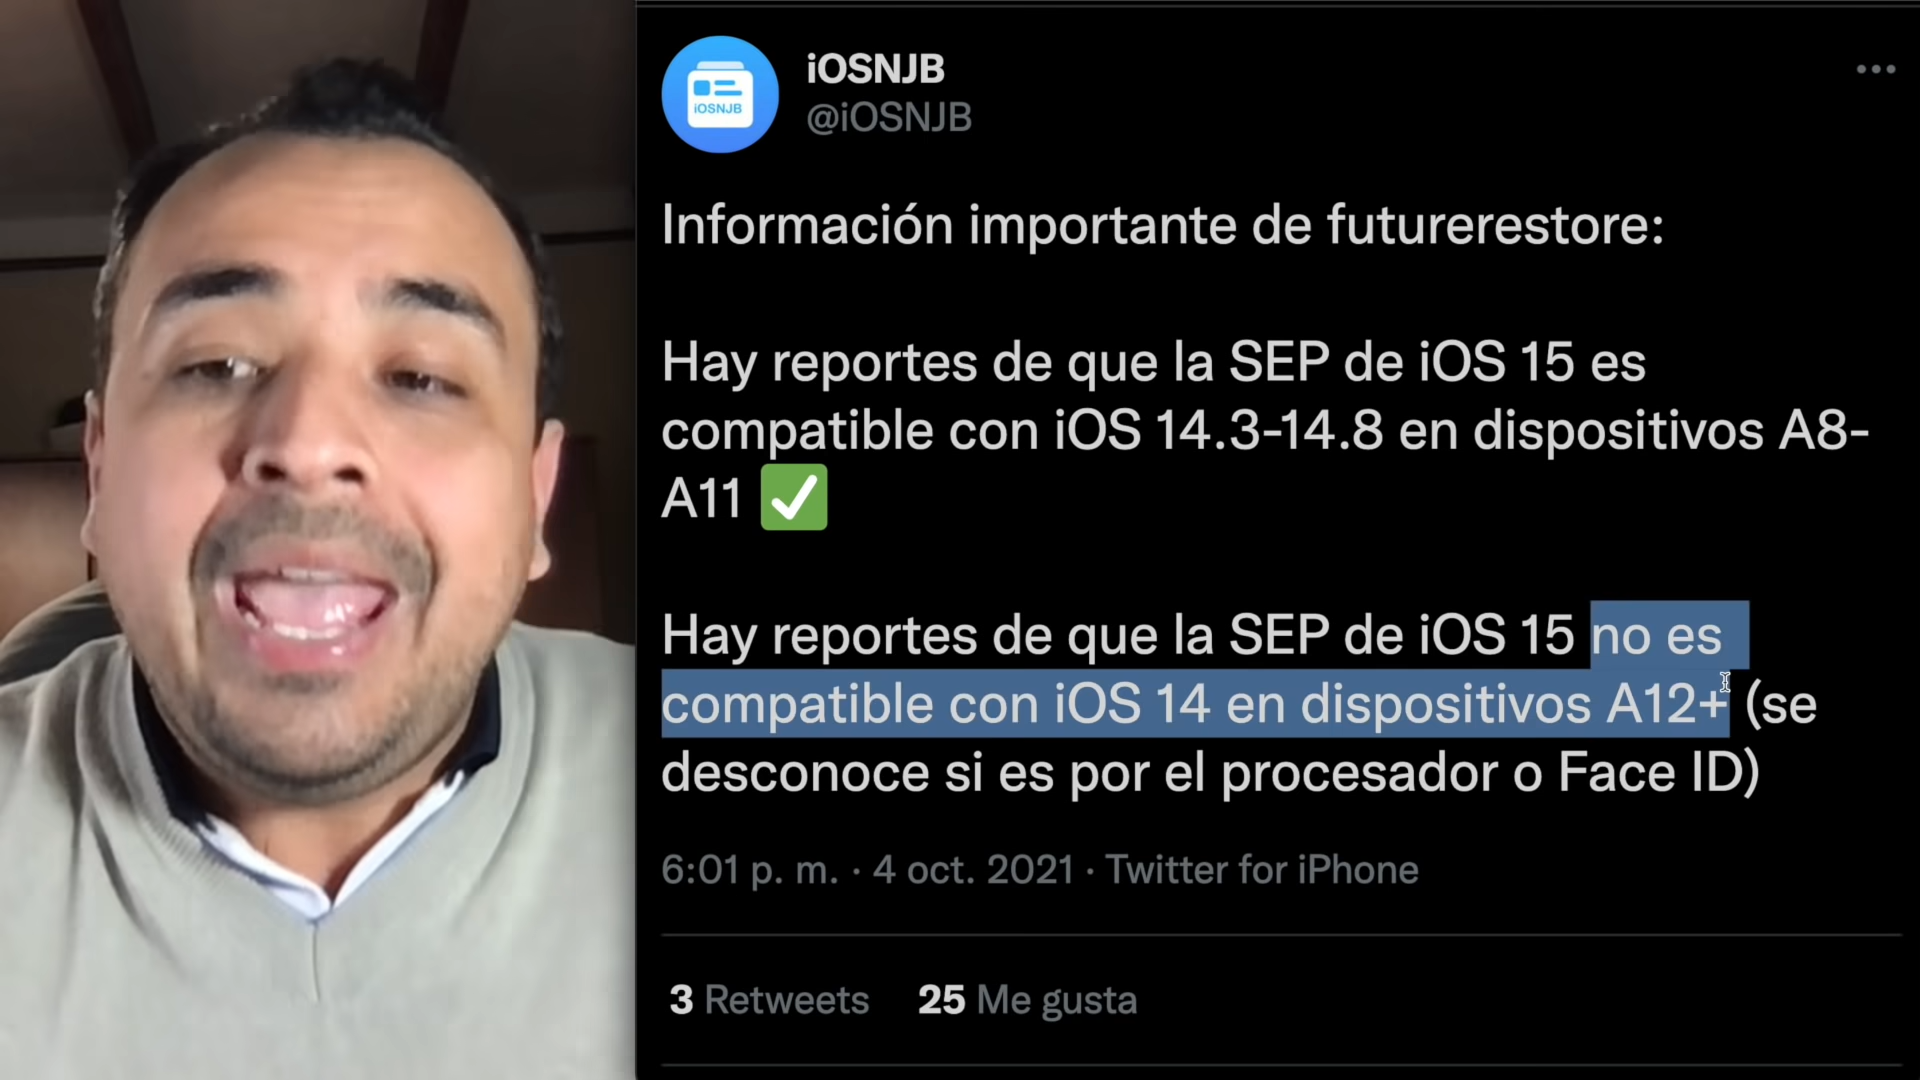 iOSNJB
iOSNJB
@iOSNJB
Información importante de futurerestore:
Hay reportes de que la SEP de iOS 15 es
compatible con iOS 14.3-14.8 en dispositivos A8-
A11 ✅
Hay reportes de que la SEP de iOS 15 no es
compatible con iOS 14 en dispositivos A12+ (se
desconoce si es por el procesador o Face ID)
6:01 p. m. · 4 oct. 2021 · Twitter for iPhone
3 Retweets 25 Me gusta